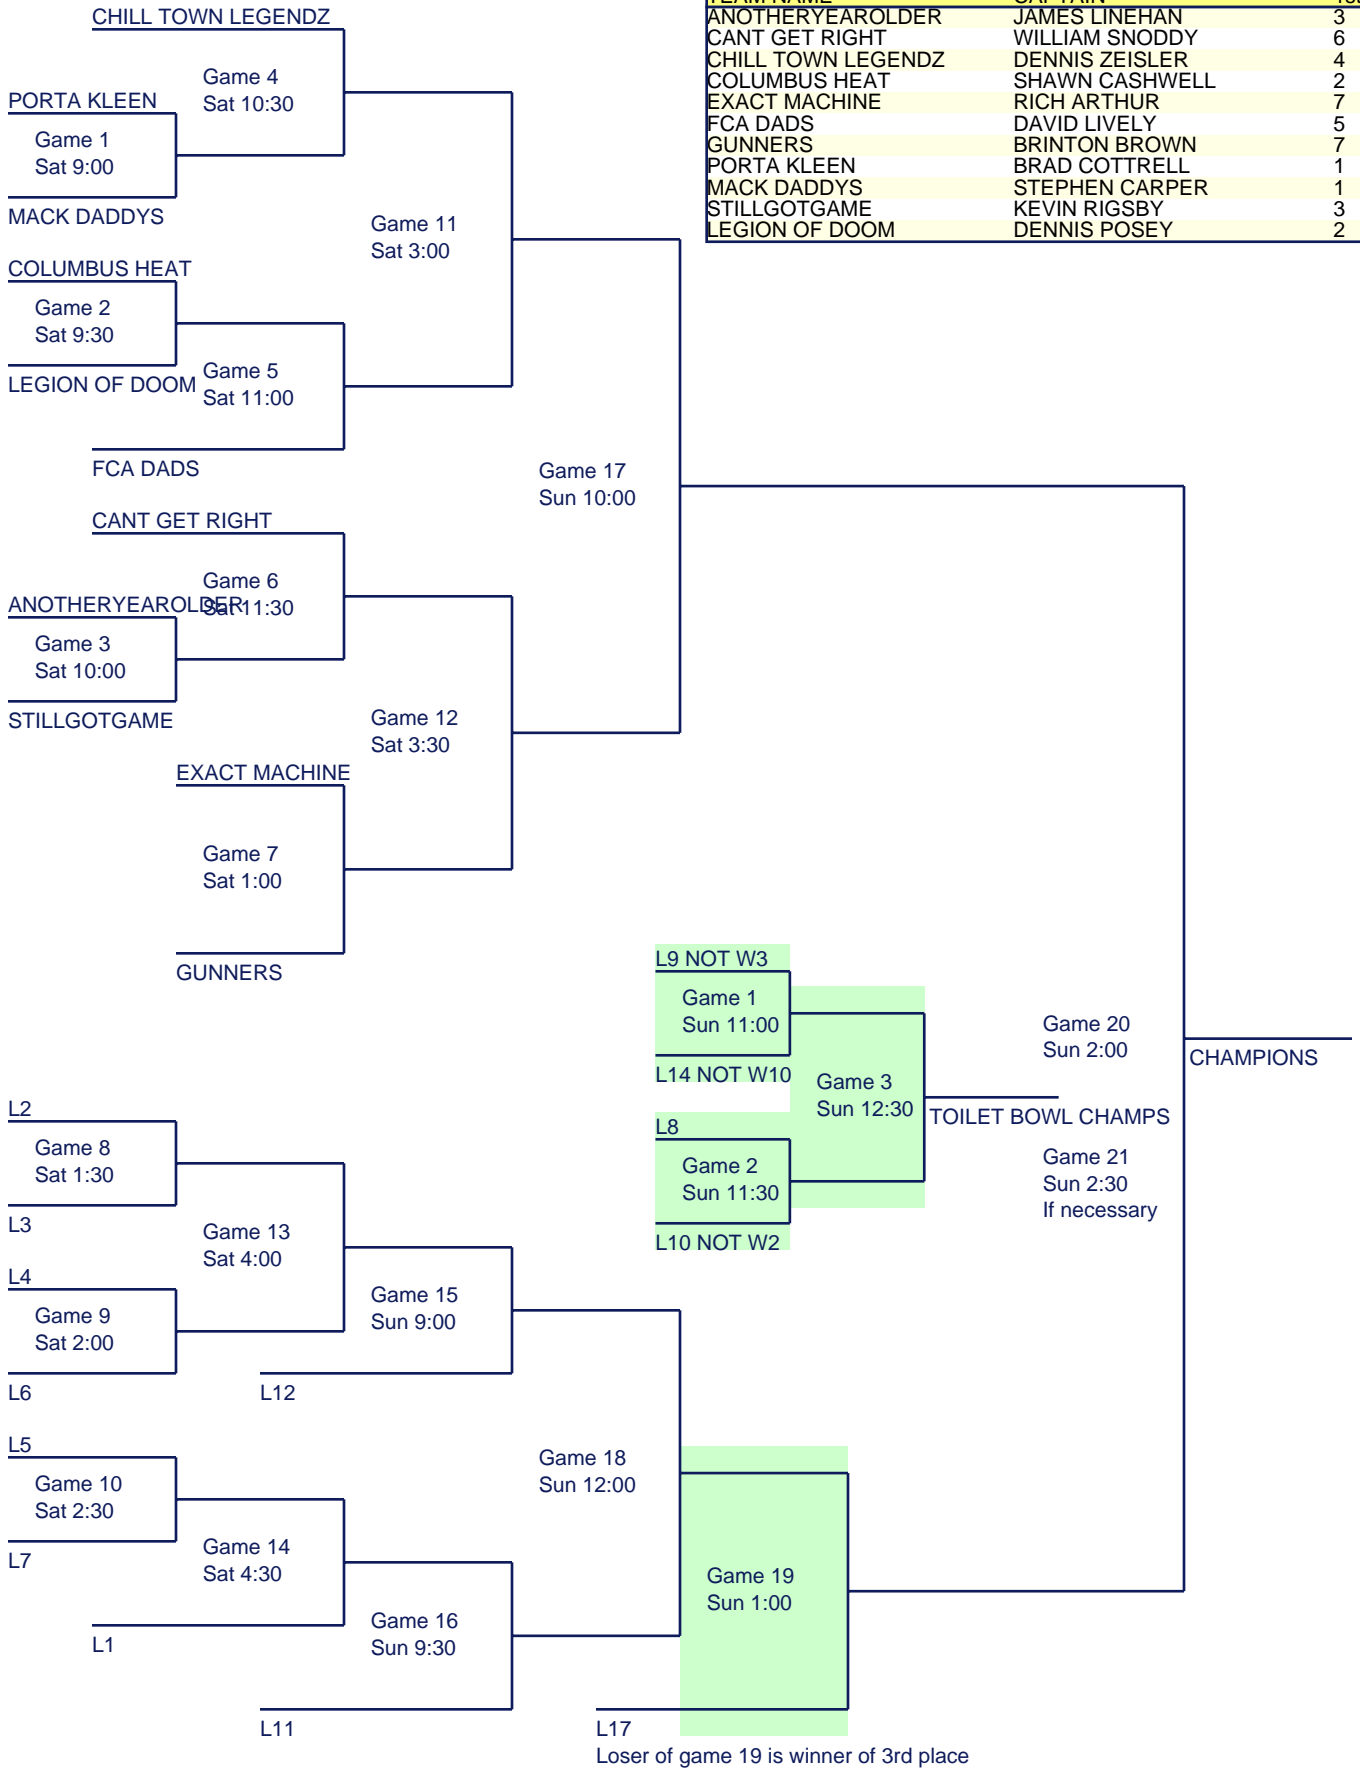 TEAM NAME CAPTAIN
ANOTHERYEAROLDER JAMES LINEHAN 3
CANT GET RIGHT WILLIAM SNODDY 6
CHILL TOWN LEGENDZ DENNIS ZEISLER 4
COLUMBUS HEAT SHAWN CASHWELL 2
EXACT MACHINE RICH ARTHUR 7
FCA DADS DAVID LIVELY 5
GUNNERS BRINTON BROWN 7
PORTA KLEEN BRAD COTTRELL 1
MACK DADDYS STEPHEN CARPER 1
STILLGOTGAME KEVIN RIGSBY 3
LEGION OF DOOM DENNIS POSEY 2
CHILL TOWN LEGENDZ
Game 4
Sat 10:30
PORTA KLEEN
Game 1
Sat 9:00
MACK DADDYS
Game 11
Sat 3:00
COLUMBUS HEAT
Game 2
Sat 9:30
LEGION OF DOOM
Game 5
Sat 11:00
FCA DADS
Game 17
Sun 10:00
CANT GET RIGHT
Game 6
Sat 11:30
ANOTHERYEAROLDER
Game 3
Sat 10:00
STILLGOTGAME
Game 12
Sat 3:30
EXACT MACHINE
Game 7
Sat 1:00
GUNNERS
L9 NOT W3
Game 1
Sun 11:00
L14 NOT W10
Game 3
Sun 12:30
L8
Game 2
Sun 11:30
L10 NOT W2
TOILET BOWL CHAMPS
Game 20
Sun 2:00
CHAMPIONS
Game 21
Sun 2:30
If necessary
L2
Game 8
Sat 1:30
L3
Game 13
Sat 4:00
L4
Game 9
Sat 2:00
L6
Game 15
Sun 9:00
L12
L5
Game 10
Sat 2:30
L7
Game 14
Sat 4:30
L1
Game 16
Sun 9:30
L11
Game 18
Sun 12:00
Game 19
Sun 1:00
L17
Loser of game 19 is winner of 3rd place